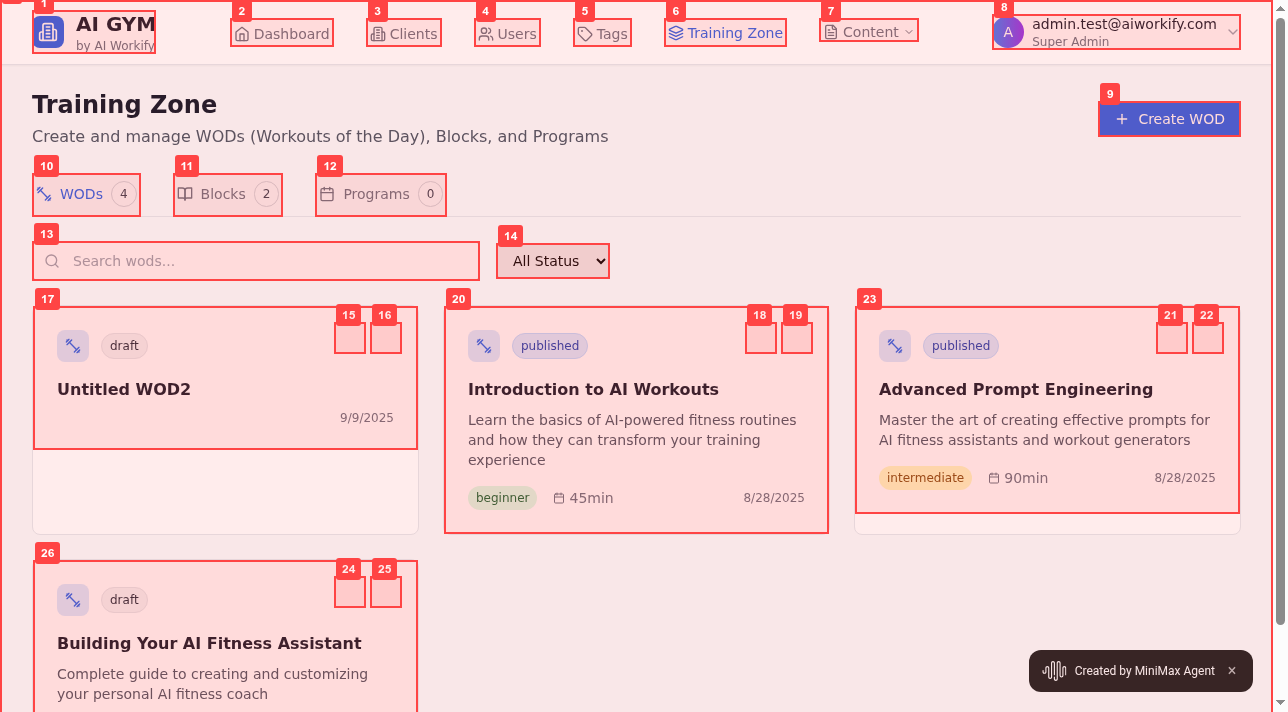 1
AI GYM
by AI Workify
2
Dashboard
3
Clients
4
Users
5
Tags
6
Training Zone
7
Content
8
A
admin.test@aiworkify.com
Super Admin
Training Zone
Create and manage WODs (Workouts of the Day), Blocks, and Programs
9
Create WOD
10
WODs 4
11
Blocks 2
12
Programs 0
13
Search wods...
14
All Status
17
15
16
draft
Untitled WOD2
9/9/2025
20
18
19
published
Introduction to AI Workouts
Learn the basics of AI-powered fitness routines
and how they can transform your training
experience
beginner 45min 8/28/2025
23
21
22
published
Advanced Prompt Engineering
Master the art of creating effective prompts for
AI fitness assistants and workout generators
intermediate 90min 8/28/2025
26
24
25
draft
Building Your AI Fitness Assistant
Complete guide to creating and customizing
your personal AI fitness coach
Created by MiniMax Agent ×